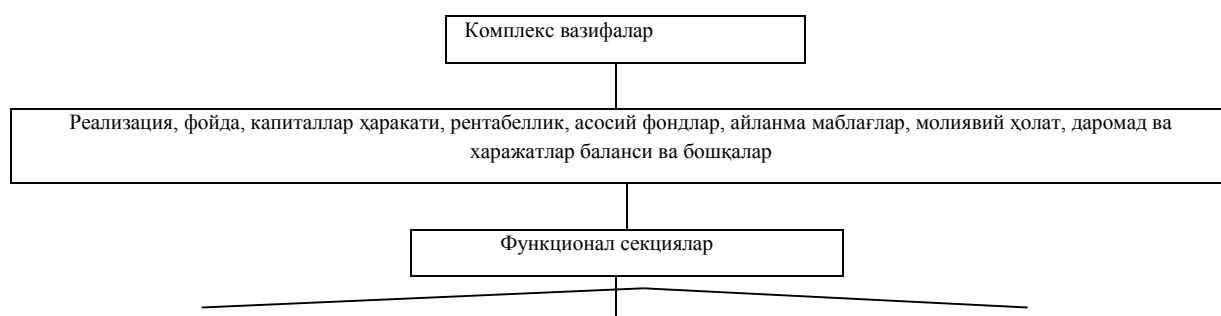 Комплекс вазифалар
Реализация, фойда, капиталлар ҳаракати, рентабеллик, асосий фондлар, айланма маблағлар, молиявий ҳолат, даромад ва
харажатлар баланси ва бошқалар
Функционал секциялар